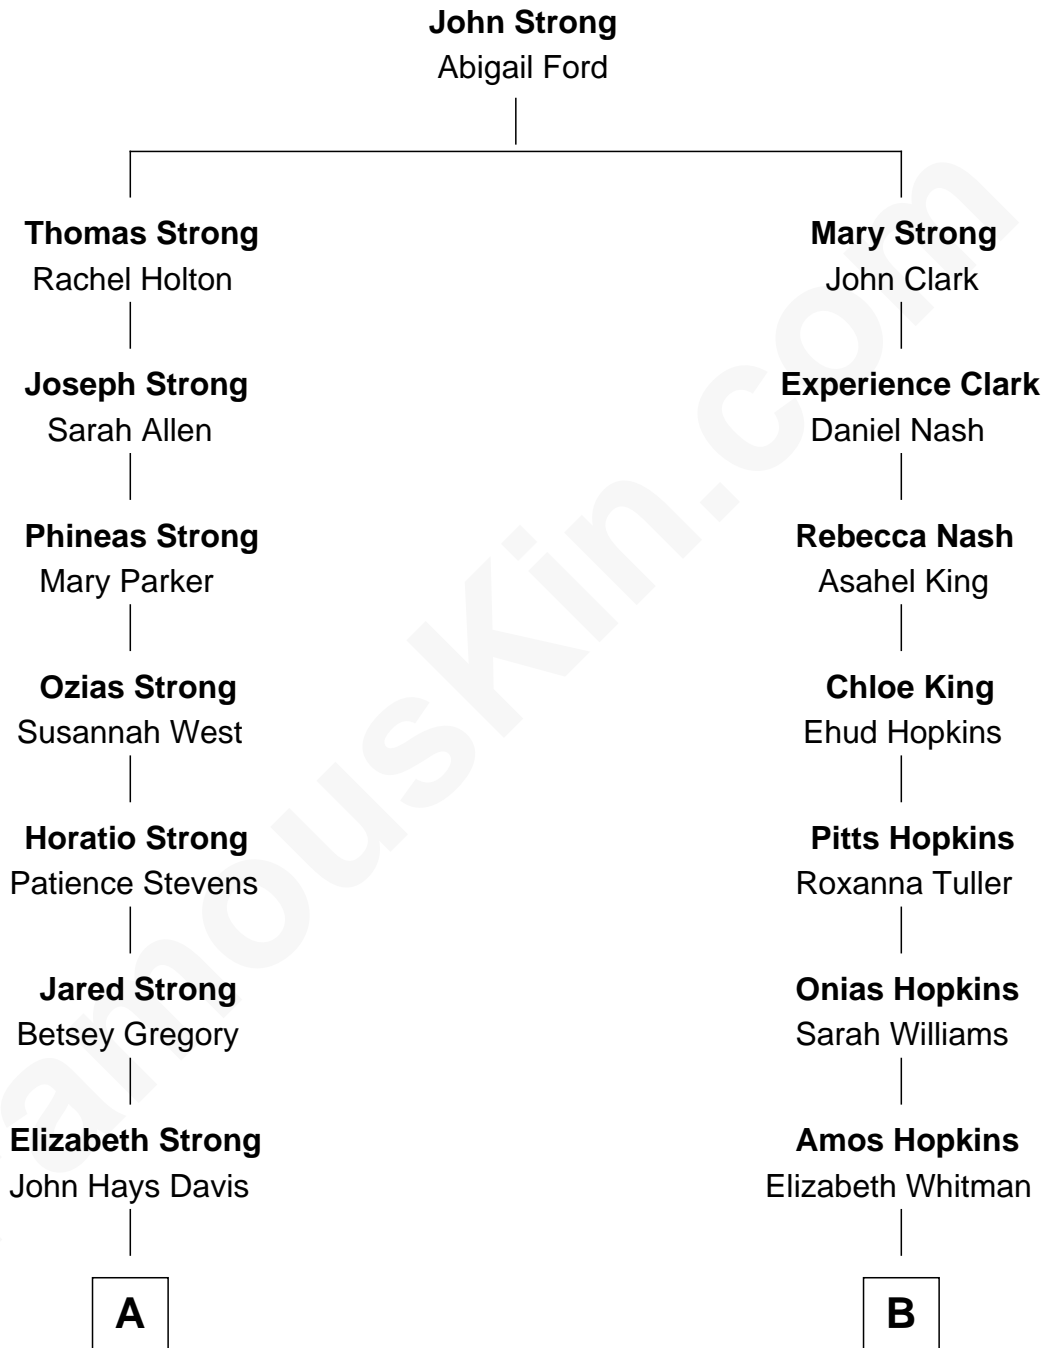 John Strong
Abigail Ford
Thomas Strong
Rachel Holton
Mary Strong
John Clark
Joseph Strong
Sarah Allen
Experience Clark
Daniel Nash
Phineas Strong
Mary Parker
Rebecca Nash
Asahel King
Ozias Strong
Susannah West
Chloe King
Ehud Hopkins
Horatio Strong
Patience Stevens
Pitts Hopkins
Roxanna Tuller
Jared Strong
Betsey Gregory
Onias Hopkins
Sarah Williams
Elizabeth Strong
John Hays Davis
Amos Hopkins
Elizabeth Whitman
A
B
amousKin.com